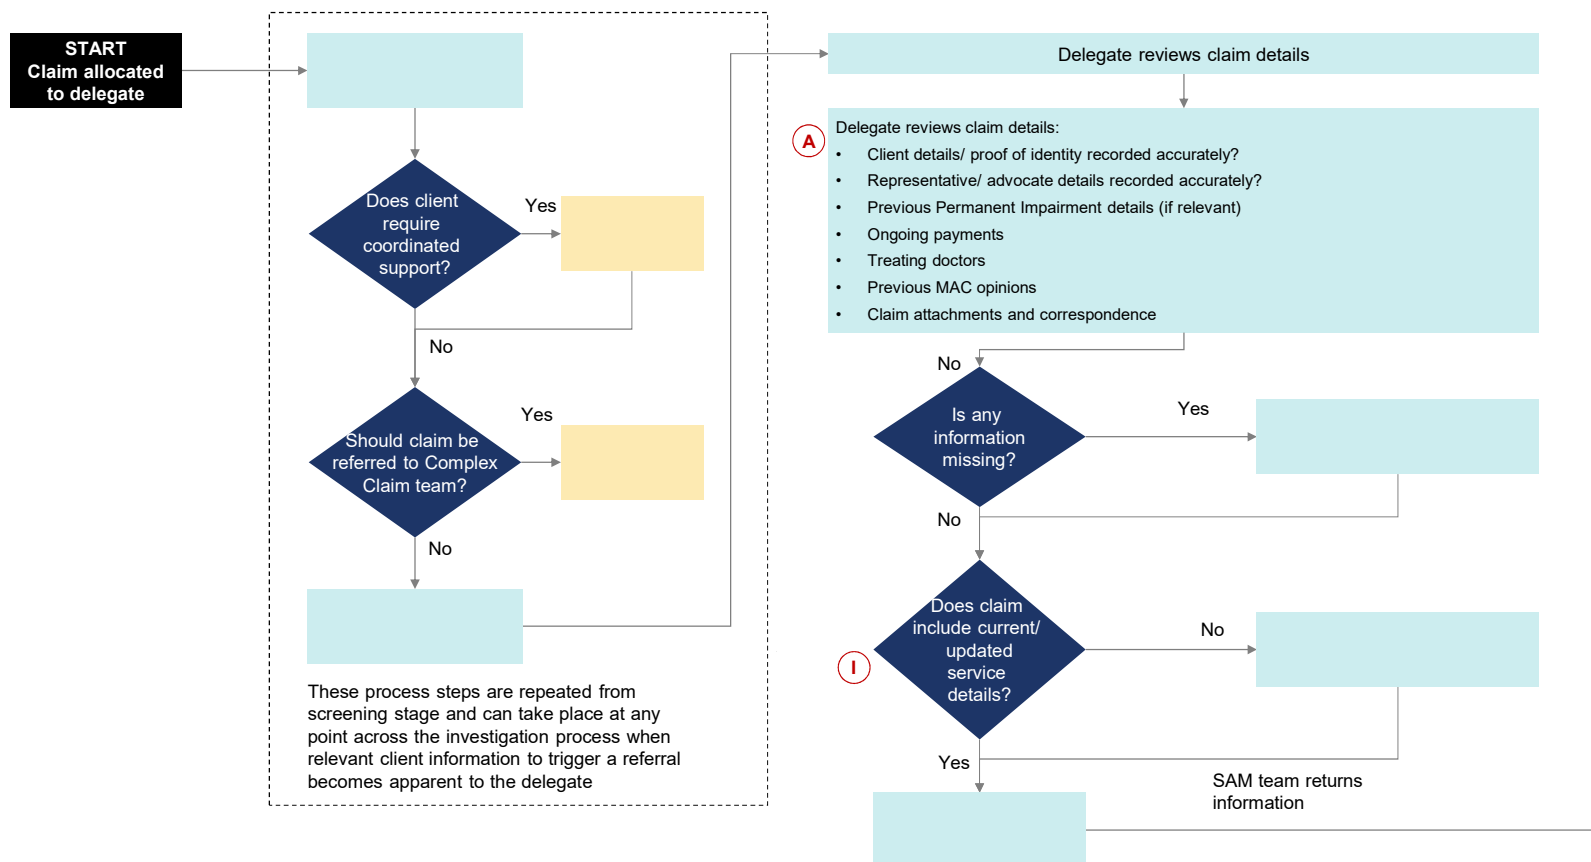 START
Claim allocated
to delegate
Does client
require
coordinated
support?
Yes
No
Should claim be
referred to Complex
Claim team?
Yes
No
These process steps are repeated from
screening stage and can take place at any
point across the investigation process when
relevant client information to trigger a referral
becomes apparent to the delegate
Delegate reviews claim details
A
Delegate reviews claim details:
• Client details/ proof of identity recorded accurately?
• Representative/ advocate details recorded accurately?
• Previous Permanent Impairment details (if relevant)
• Ongoing payments
• Treating doctors
• Previous MAC opinions
• Claim attachments and correspondence
No
Is any
information
missing?
Yes
No
Does claim
include current/
updated
service
details?
I
No
Yes
SAM team returns
information